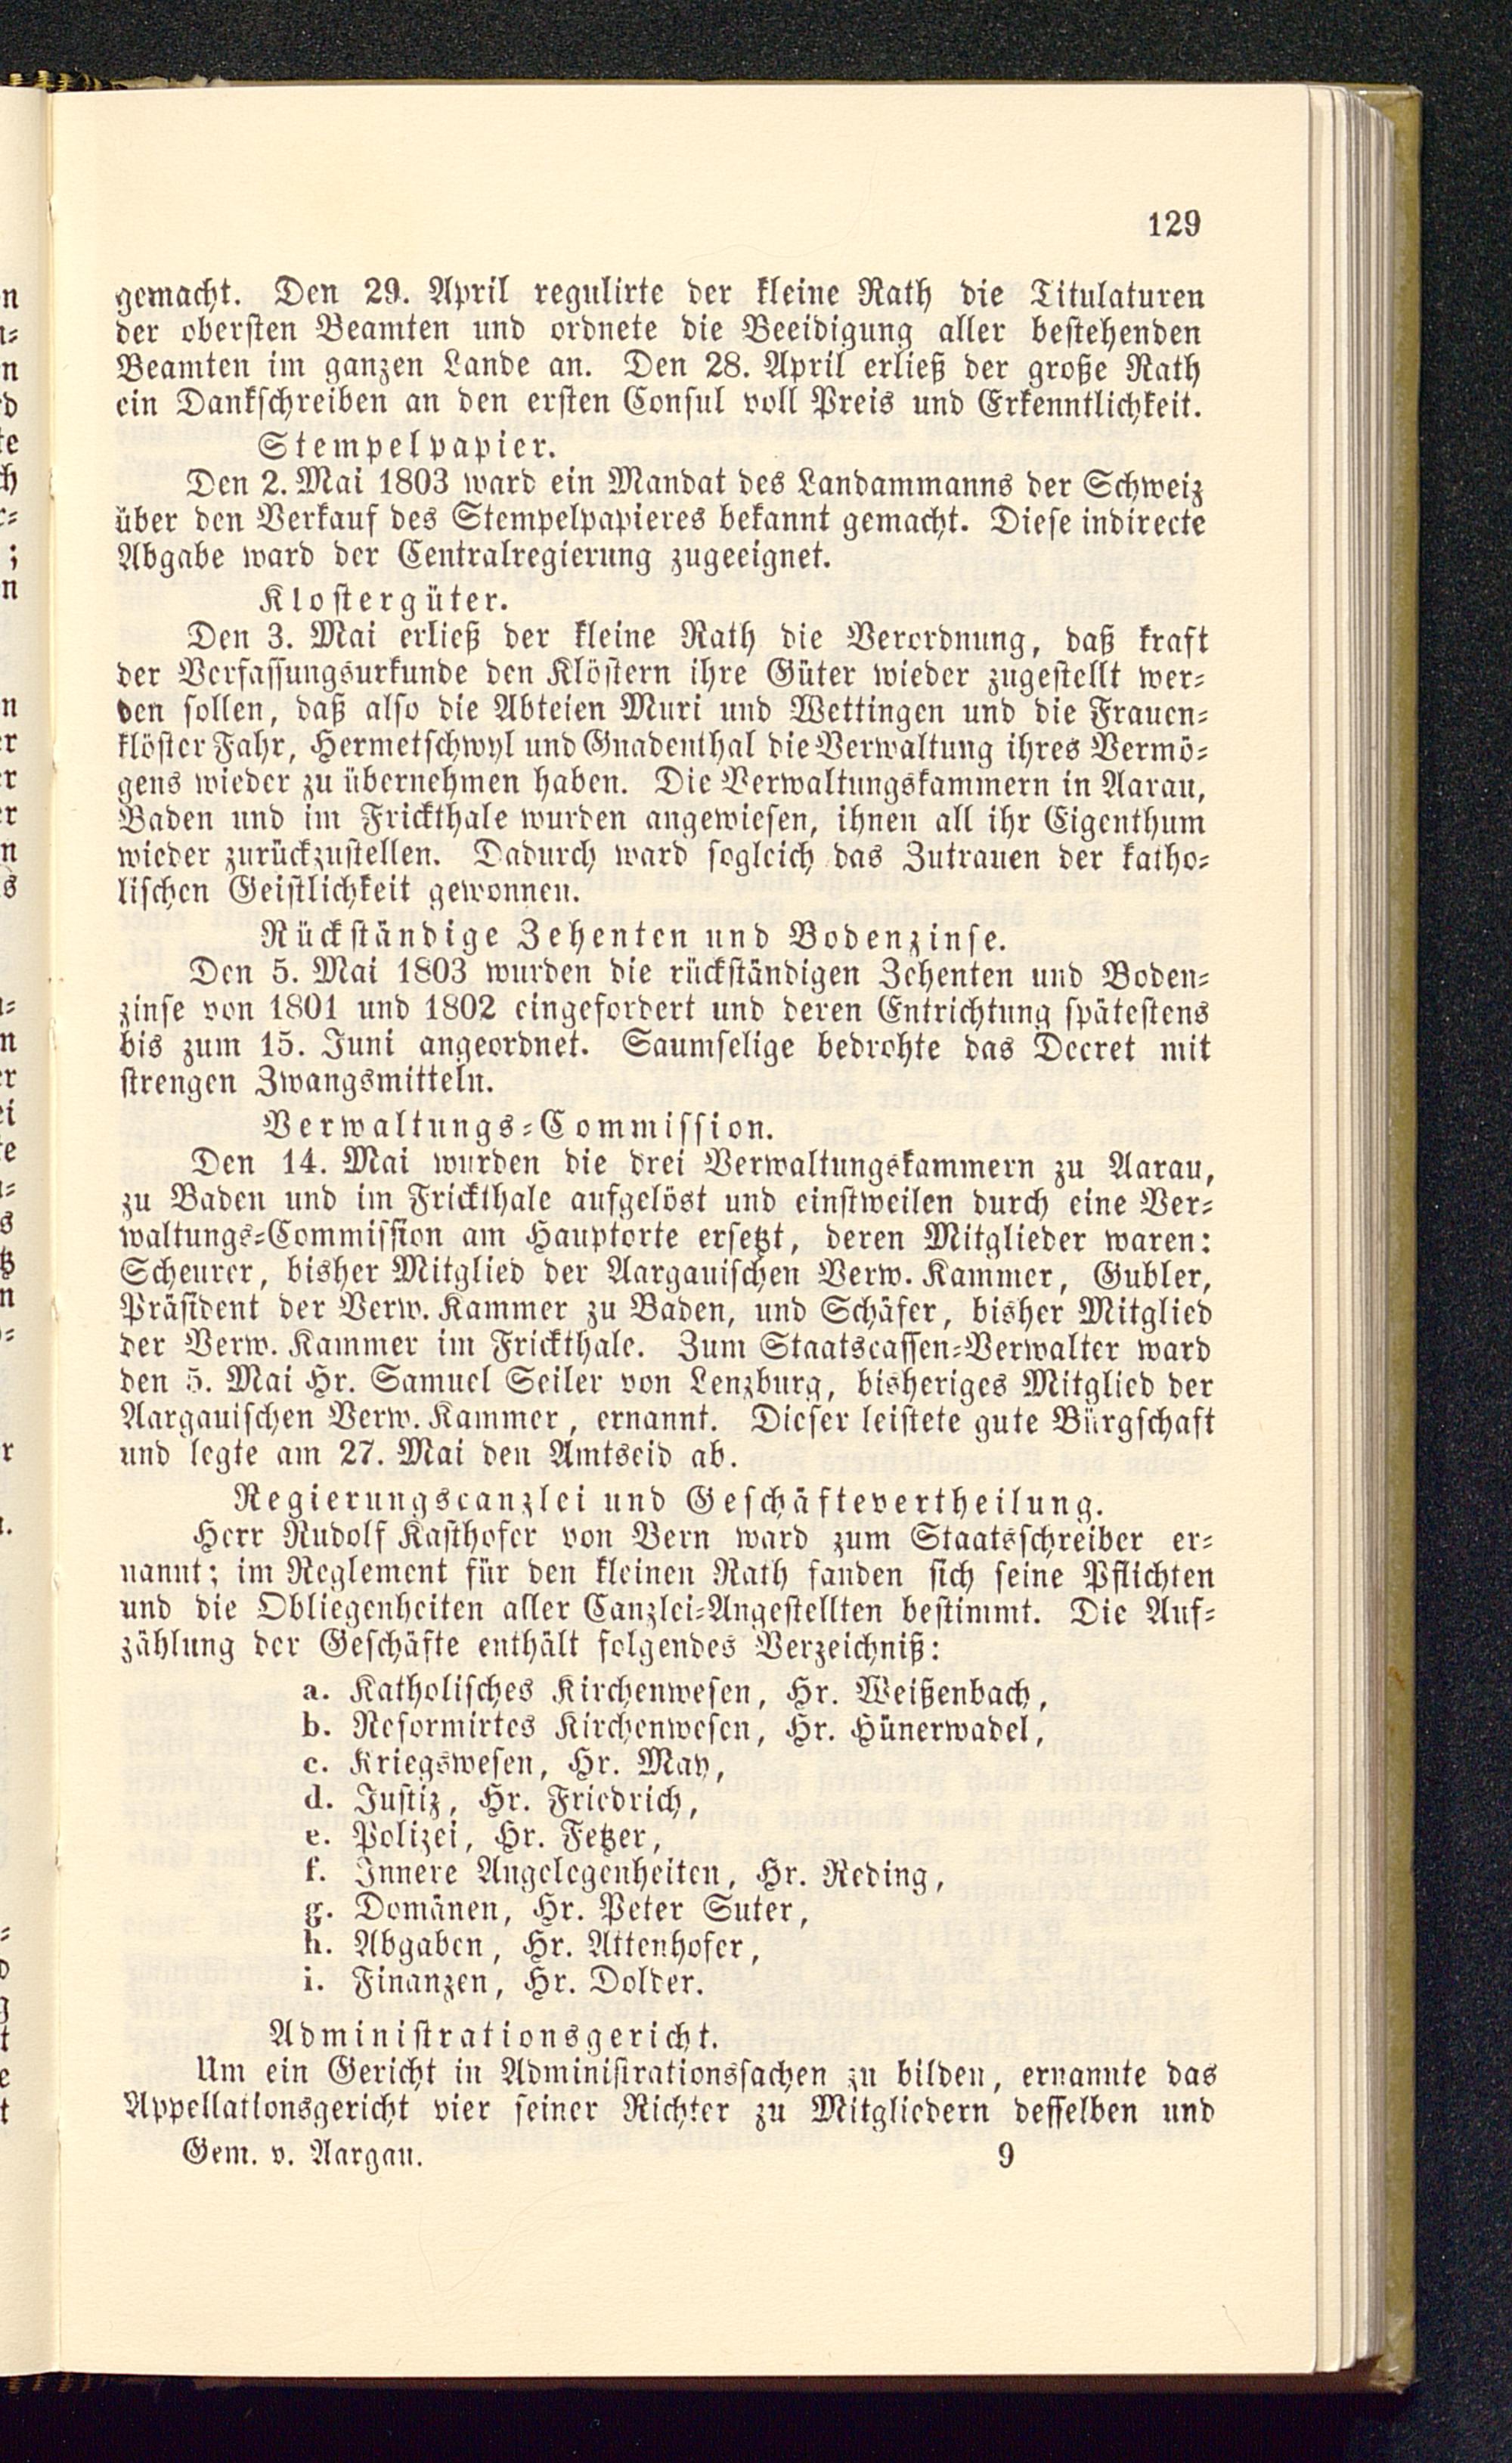 129
gemacht. Den 29. April regulirte der kleine Rath die Titulaturen
der obersten Beamten und ordnete die Beeidigung aller bestehenden
Beamten im ganzen Lande an. Den 28. April erließ der große Rath
ein Dankschreiben an den ersten Consul voll Preis und Erkenntlichkeit.
Stempelpapier.
Den 2. Mai 1803 ward ein Mandat des Landammanns der Schweiz
über den Verkauf des Stempelpapieres bekannt gemacht. Diese indirecte
Abgabe ward der Centralregierung zugeeignet.
Klostergüter.
Den 3. Mai erließ der kleine Rath die Verordnung, daß kraft
der Verfassungsurkunde den Klöstern ihre Güter wieder zugestellt wer-
den sollen, daß also die Abteien Muri und Wettingen und die Frauen-
klöster Fahr, Hermetschwyl und Gnadenthal die Verwaltung ihres Vermö-
gens wieder zu übernehmen haben. Die Verwaltungskammern in Aarau,
Baden und im Frickthale wurden angewiesen, ihnen all ihr Eigenthum
wieder zurückzustellen. Dadurch ward sogleich das Zutrauen der katho-
lischen Geistlichkeit gewonnen.
Rückständige Zehenten und Bodenzinse.
Den 5. Mai 1803 wurden die rückständigen Zehenten und Boden-
zinse von 1801 und 1802 eingefordert und deren Entrichtung spätestens
bis zum 15. Juni angeordnet. Saumselige bedrohte das Decret mit
strengen Zwangsmitteln.
Verwaltungs-Commission.
Den 14. Mai wurden die drei Verwaltungskammern zu Aarau,
zu Baden und im Frickthale aufgelöst und einstweilen durch eine Ver-
waltungs-Commission am Hauptorte ersetzt, deren Mitglieder waren:
Scheurer, bisher Mitglied der Aargauischen Verw. Kammer, Gubler,
Präsident der Verw. Kammer zu Baden, und Schäfer, bisher Mitglied
der Verw. Kammer im Frickthale. Zum Staatscassen-Verwalter ward
den 5. Mai Hr. Samuel Seiler von Lenzburg, bisheriges Mitglied der
Aargauischen Verw. Kammer, ernannt. Dieser leistete gute Bürgschaft
und legte am 27. Mai den Amtseid ab.
Regierungscanzlei und Geschäftevertheilung.
Herr Rudolf Kasthofer von Bern ward zum Staatsschreiber er-
nannt; im Reglement für den kleinen Rath fanden sich seine Pflichten
und die Obliegenheiten aller Canzlei-Angestellten bestimmt. Die Auf-
zählung der Geschäfte enthält folgendes Verzeichniß:
a. Katholisches Kirchenwesen, Hr. Weißenbach,
b. Reformirtes Kirchenwesen, Hr. Hünerwadel,
c. Kriegswesen, Hr. May,
d. Justiz, Hr. Friedrich,
e. Polizei, Hr. Fetzer,
f. Innere Angelegenheiten, Hr. Reding,
g. Domänen, Hr. Peter Suter,
h. Abgaben, Hr. Attenhofer,
i. Finanzen, Hr. Dolder.
Administrationsgericht.
Um ein Gericht in Administrationssachen zu bilden, ernannte das
Appellationsgericht vier seiner Richter zu Mitgliedern desselben und
Gem. v. Aargau. 9